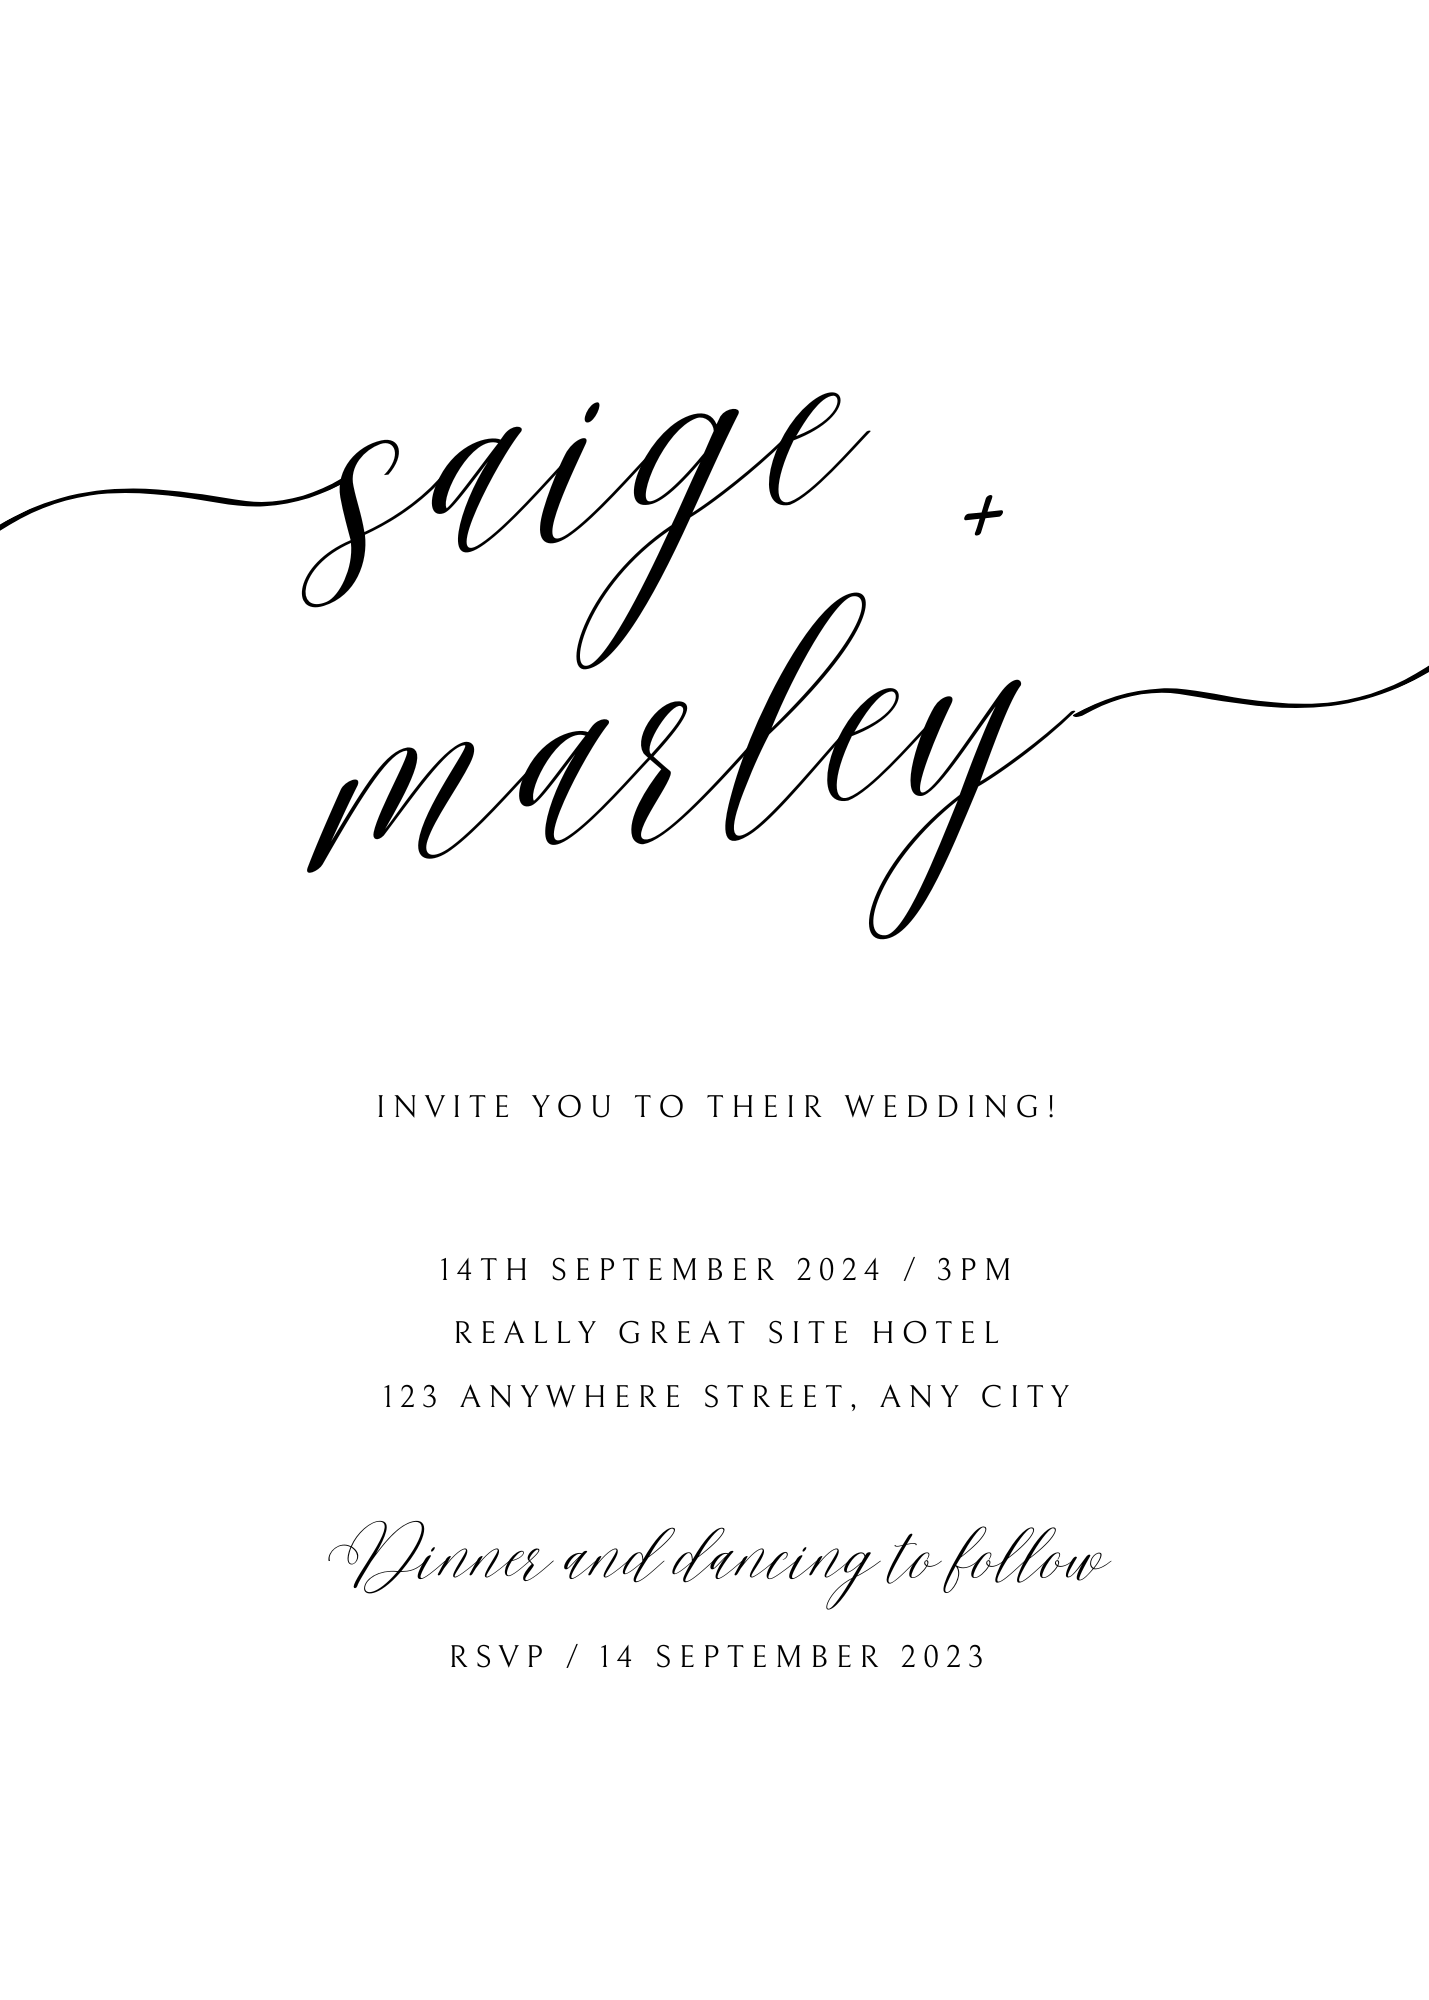 saige
+
marley
INVITE YOU TO THEIR WEDDING!
14TH SEPTEMBER 2024 / 3PM
REALLY GREAT SITE HOTEL
123 ANYWHERE STREET, ANY CITY
Dinner and dancing to follow
RSVP / 14 SEPTEMBER 2023